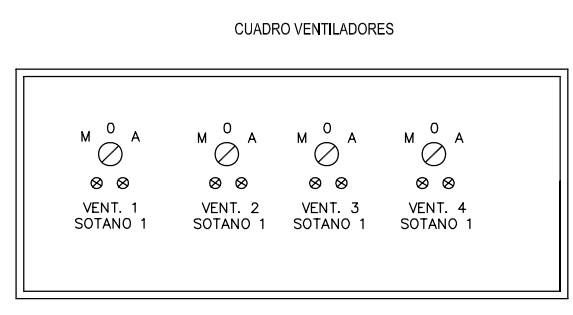 CUADRO VENTILADORES
M O A M O A M O A M O A
VENT. 1 VENT. 2 VENT. 3 VENT. 4
SOTANO 1 SOTANO 1 SOTANO 1 SOTANO 1